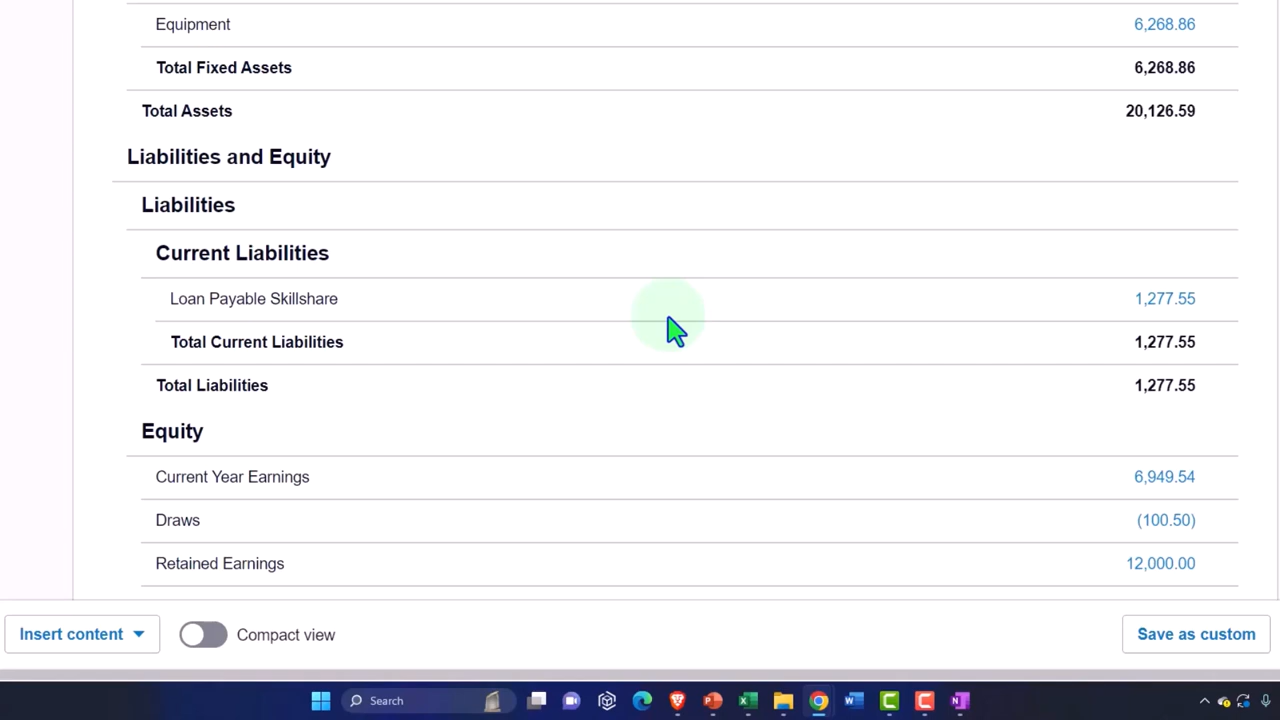 Equipment 6,268.86
Total Fixed Assets 6,268.86
Total Assets 20,126.59
Liabilities and Equity
Liabilities
Current Liabilities
Loan Payable Skillshare 1,277.55
Total Current Liabilities 1,277.55
Total Liabilities 1,277.55
Equity
Current Year Earnings 6,949.54
Draws (100.50)
Retained Earnings 12,000.00
Insert content Compact view Save as custom
Search